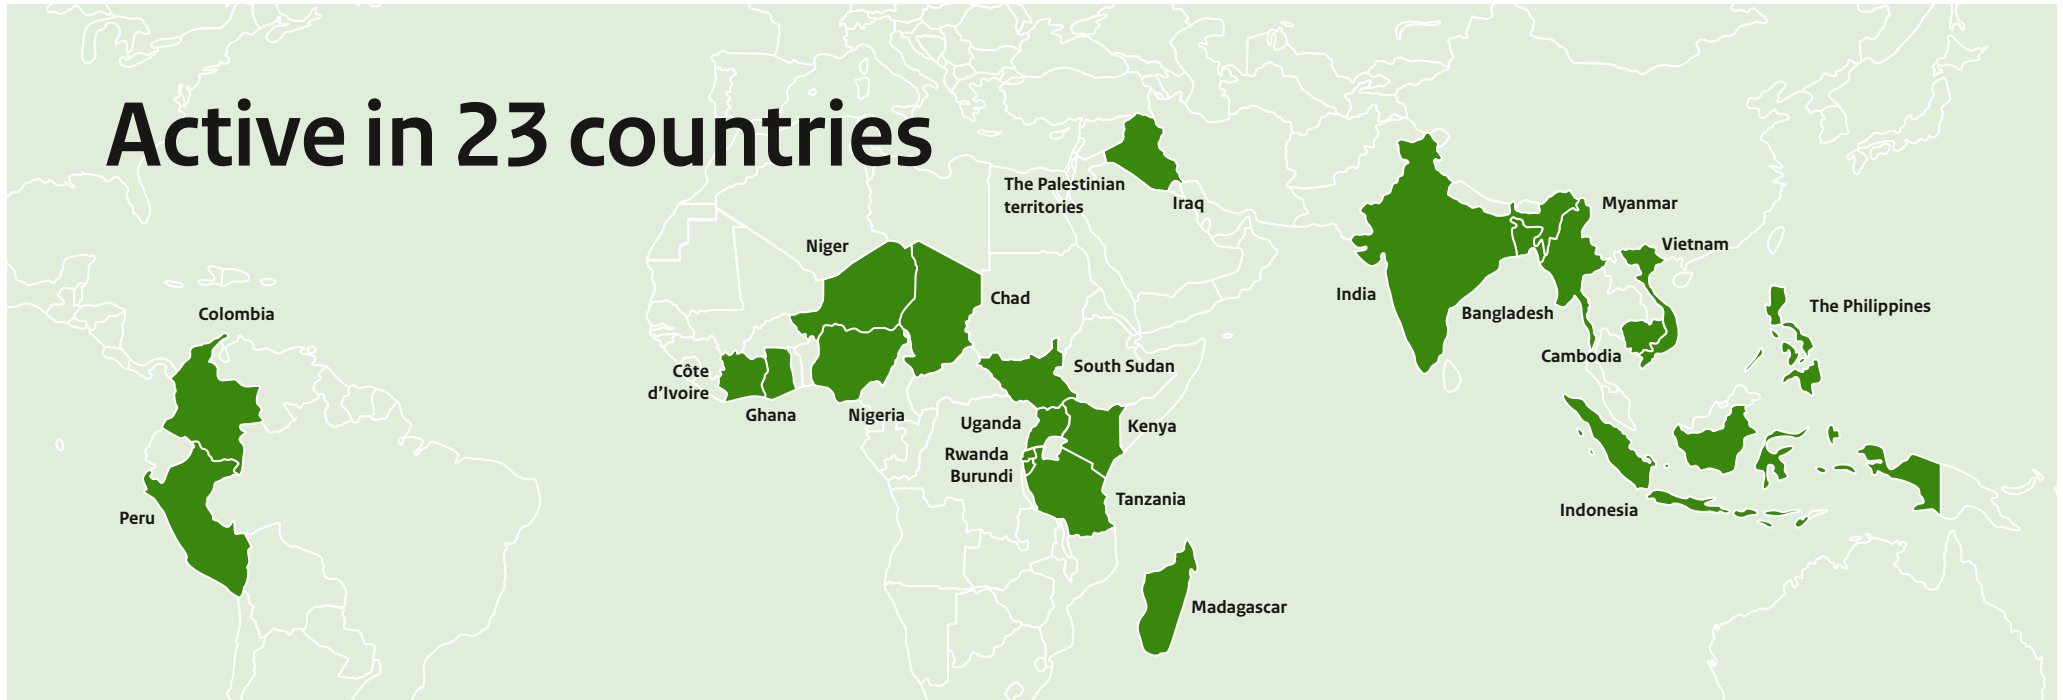 Active in 23 countries
The Palestinian
territories
Iraq
Myanmar
Vietnam
Niger
Chad
India
Bangladesh
The Philippines
Colombia
Cambodia
Côte
d'Ivoire
South Sudan
Ghana
Nigeria
Uganda
Kenya
Rwanda
Burundi
Tanzania
Peru
Indonesia
Madagascar